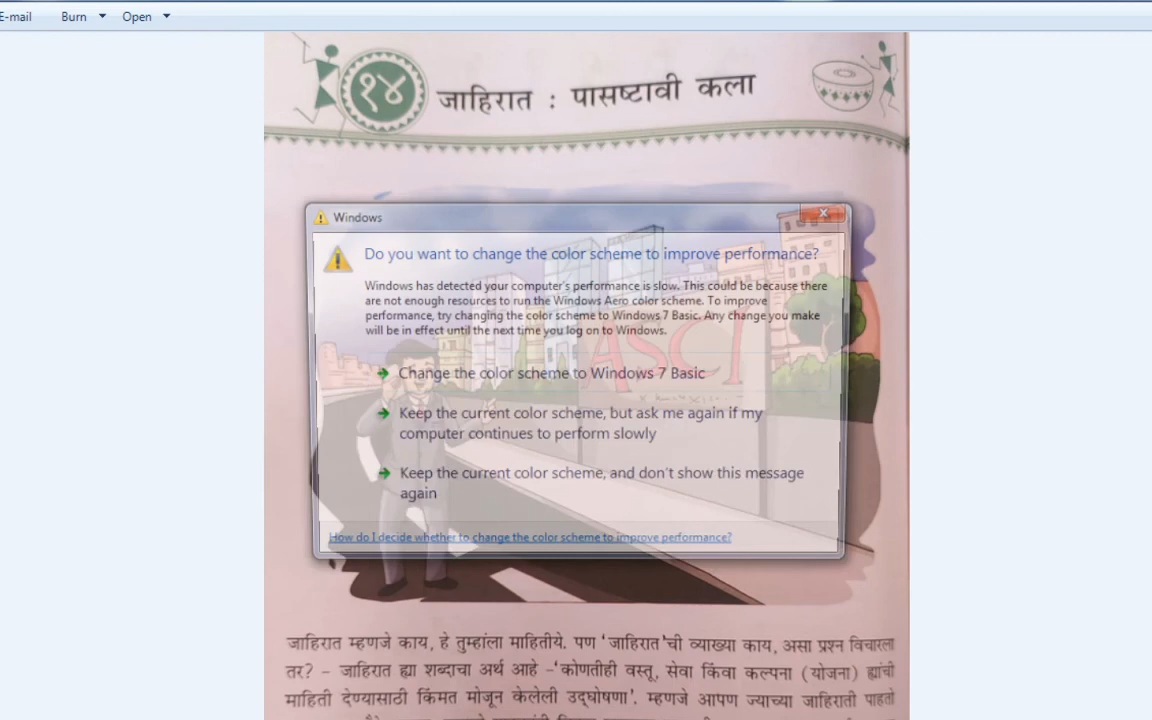 E-mail Burn Open
१४
जाहिरात : पासष्टावी कला
Windows
Do you want to change the color scheme to improve performance?
Windows has detected your computer's performance is slow. This could be because there
are not enough resources to run the Windows Aero color scheme. To improve
performance, try changing the color scheme to Windows 7 Basic. Any change you make
will be in effect until the next time you log on to Windows.
ASCI
Change the color scheme to Windows 7 Basic
Keep the current color scheme, but ask me again if my
computer continues to perform slowly
Keep the current color scheme, and don't show this message
again
How do I decide whether to change the color scheme to improve performance?
जाहिरात म्हणजे काय, हे तुम्हांला माहितीये. पण 'जाहिरात'ची व्याख्या काय, असा प्रश्न विचारला
तर? - जाहिरात ह्या शब्दाचा अर्थ आहे -'कोणतीही वस्तू, सेवा किंवा कल्पना (योजना) ह्यांची
माहिती देण्यासाठी किंमत मोजून केलेली उद्घोषणा'. म्हणजे आपण ज्याच्या जाहिराती पाहतो